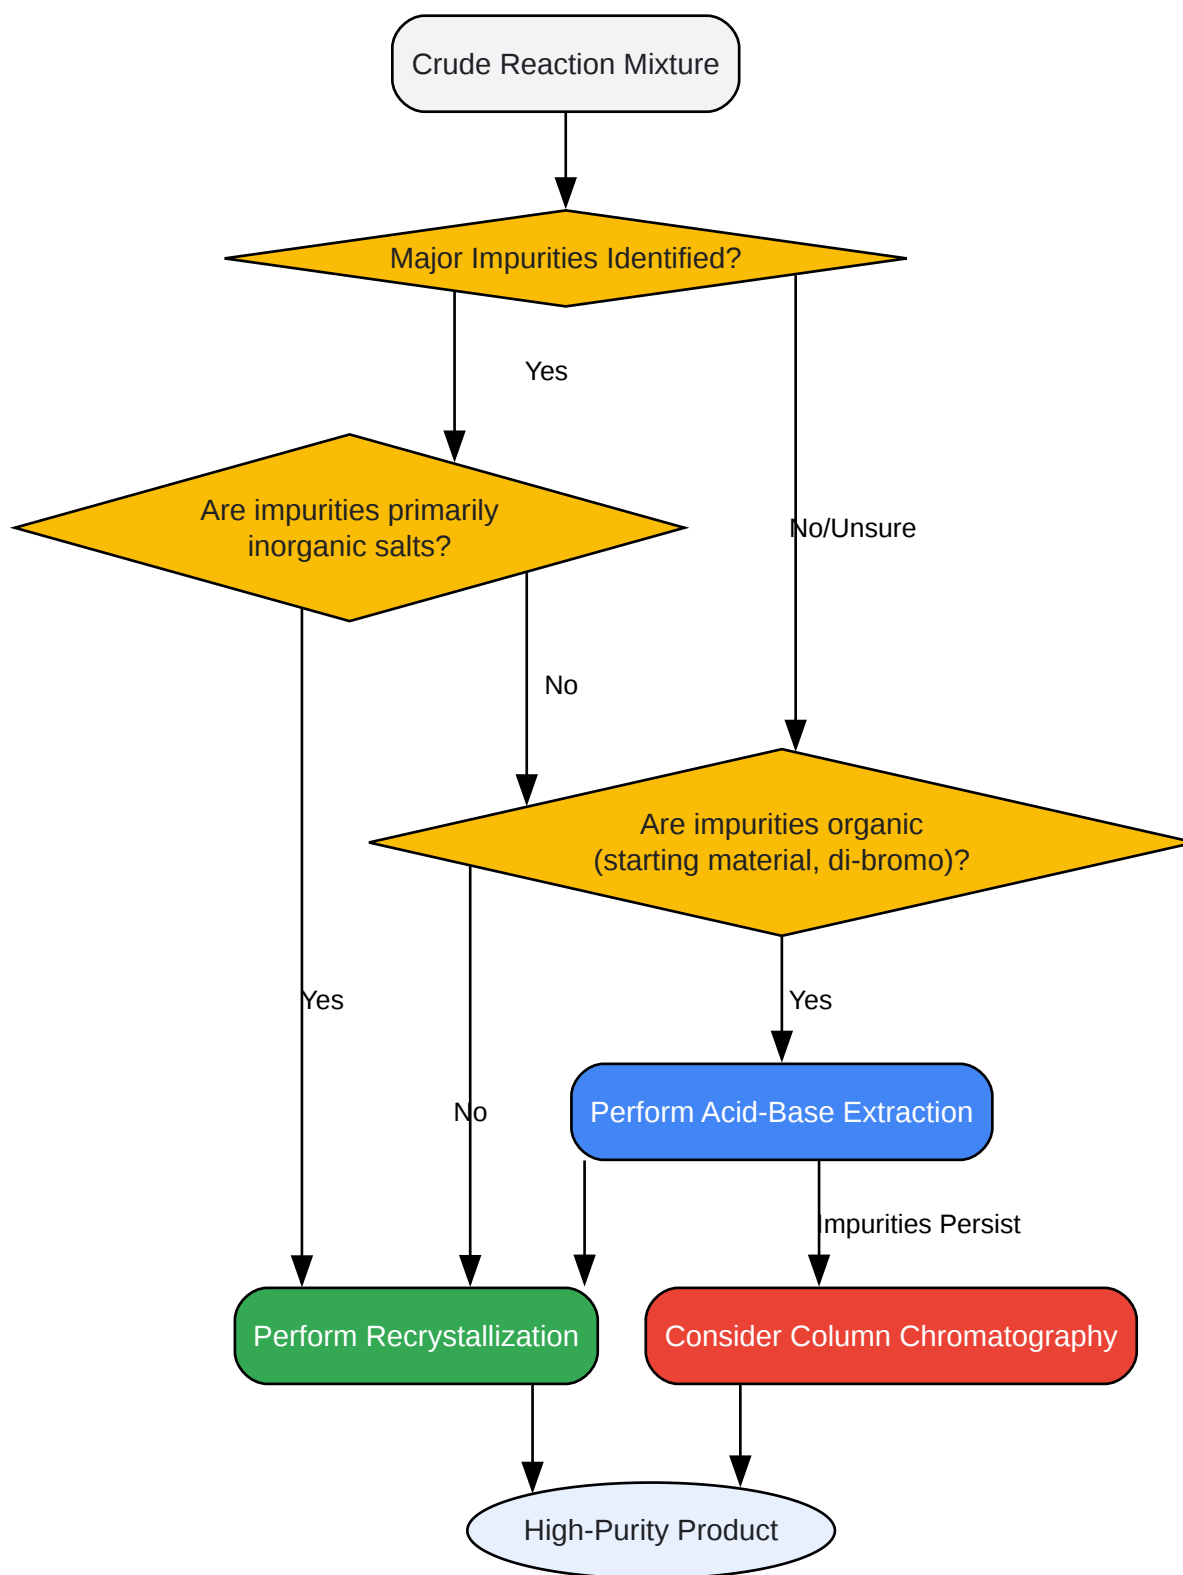 Crude Reaction Mixture
Major Impurities Identified?
Yes
Are impurities primarily
inorganic salts?
No/Unsure
No
Are impurities organic
(starting material, di-bromo)?
Yes
Yes
No
Perform Acid-Base Extraction
Impurities Persist
Perform Recrystallization
Consider Column Chromatography
High-Purity Product